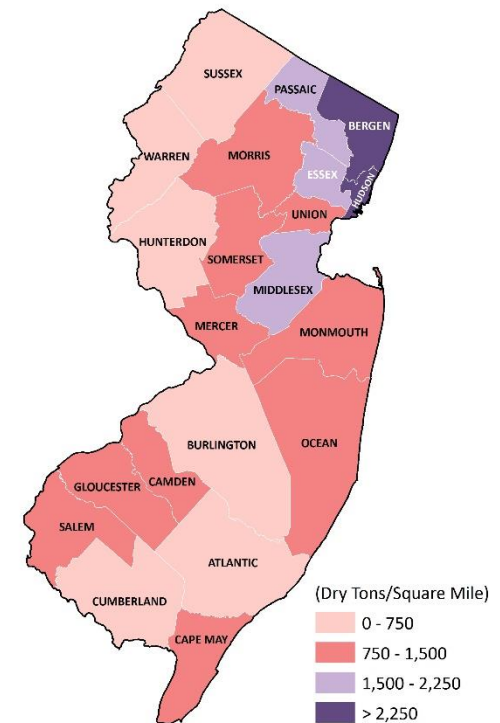 SUSSEX
PASSAIC
BERGEN
WARREN
MORRIS
ESSEX
HUDSON
UNION
HUNTERDON
SOMERSET
MIDDLESEX
MERCER
MONMOUTH
BURLINGTON
OCEAN
CAMDEN
GLOUCESTER
SALEM
ATLANTIC
CUMBERLAND
CAPE MAY
(Dry Tons/Square Mile)
0 - 750
750 - 1,500
1,500 - 2,250
> 2,250